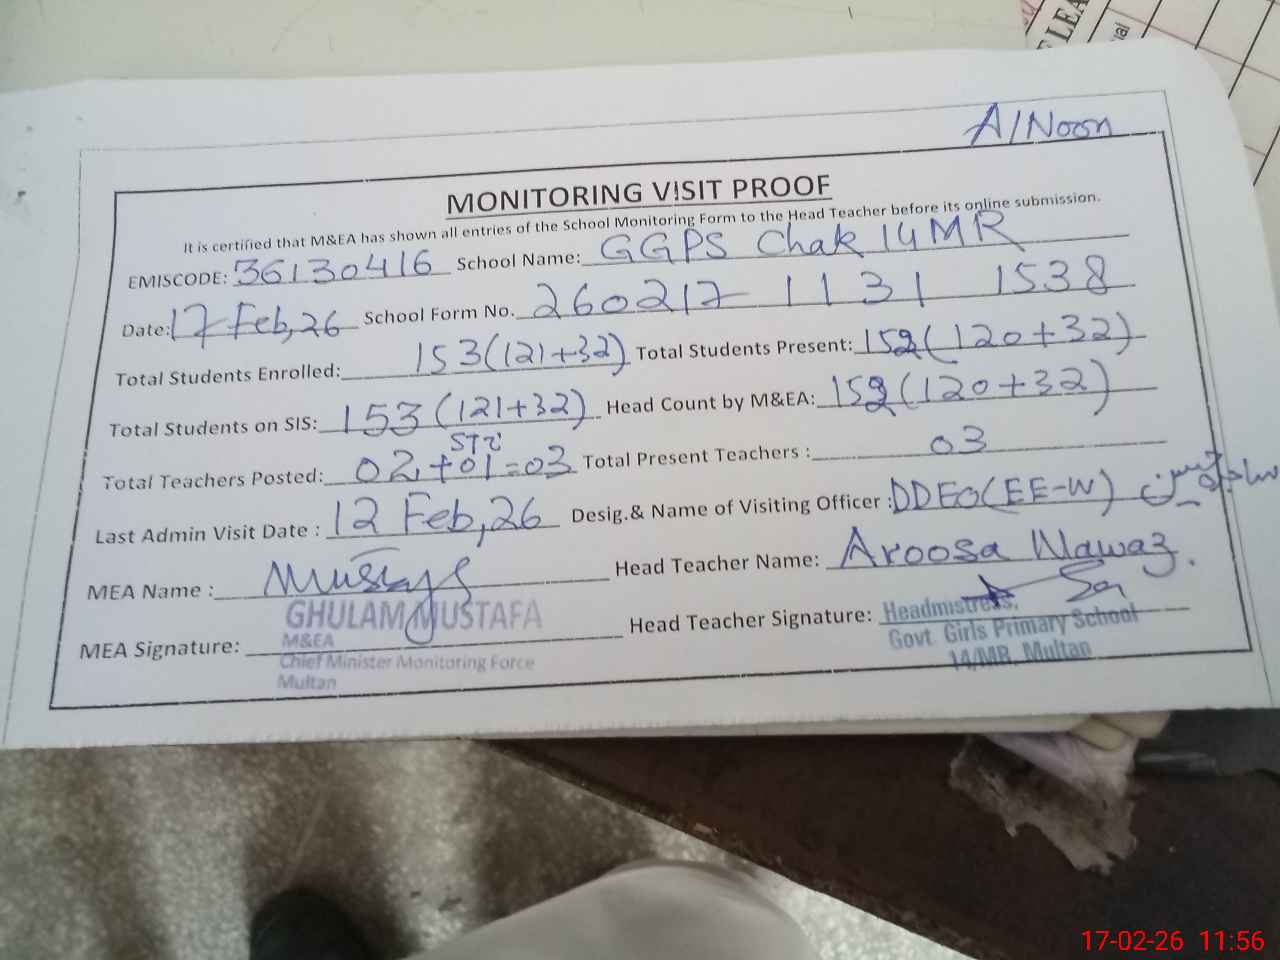 LEA
ual
A/Noon
MONITORING VISIT PROOF
It is certified that M&EA has shown all entries of the School Monitoring Form to the Head Teacher before its online submission.
EMISCODE: 36130416 School Name: GGPS Chak 14MR
Date: 17 Feb, 26 School Form No. 260217 1131 1538
Total Students Enrolled: 153(121+32) Total Students Present: 152(120+32)
Total Students on SIS: 153(121+32) Head Count by M&EA: 152(120+32)
STI
Total Teachers Posted: 02+01=03 Total Present Teachers : 03
Last Admin Visit Date : 12 Feb, 26 Desig.& Name of Visiting Officer : DDEO(EE-W)
MEA Name : Head Teacher Name: Aroosa Nawaz.
MEA Signature: GHULAM MUSTAFA
M&EA
Chief Minister Monitoring Force
Multan
Head Teacher Signature: Headmistress,
Govt Girls Primary School
14/MR, Multan
17-02-26 11:56